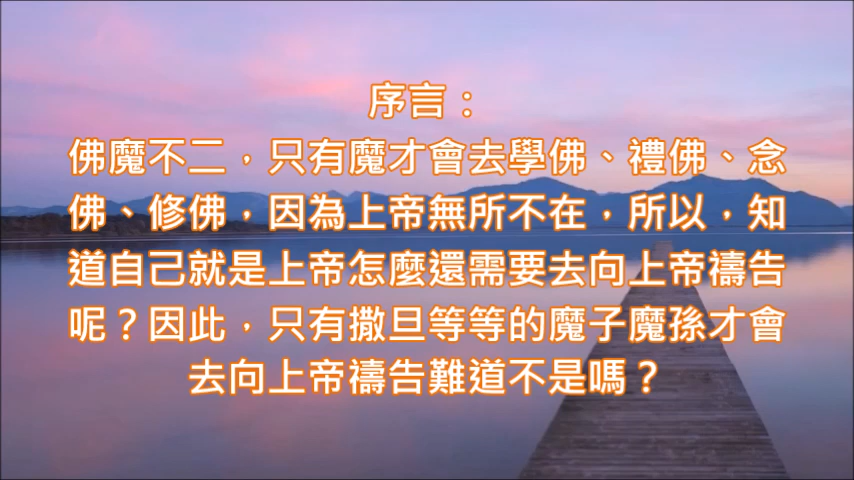 序言：
佛魔不二，只有魔才會去學佛、禮佛、念
佛、修佛，因為上帝無所不在，所以，知
道自己就是上帝怎麼還需要去向上帝禱告
呢？因此，只有撒旦等等的魔子魔孫才會
去向上帝禱告難道不是嗎？